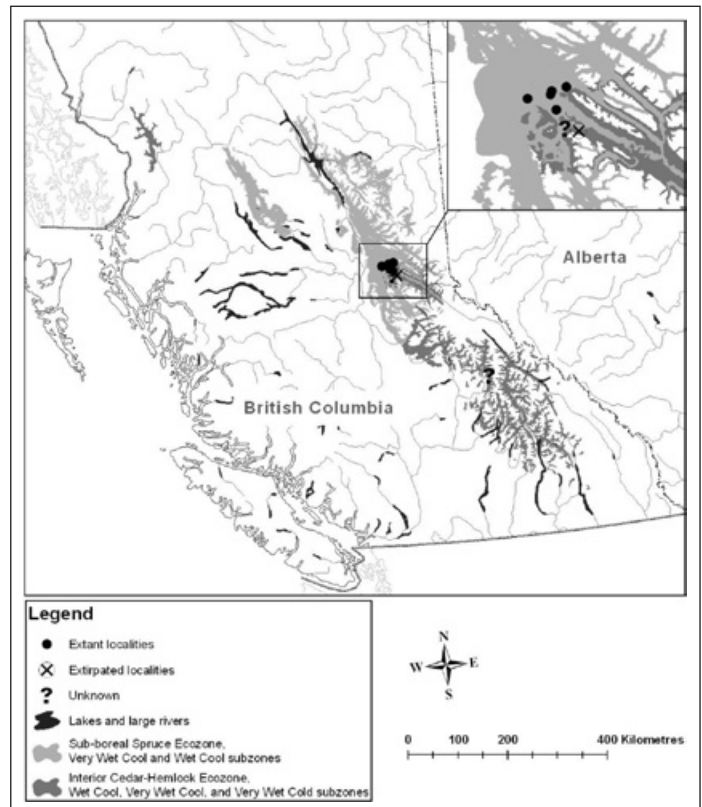 Alberta
British Columbia
?
?
Legend
Extant localities
Extirpated localities
? Unknown
Lakes and large rivers
Sub-boreal Spruce Ecozone,
Very Wet Cool and Wet Cool subzones
Interior Cedar-Hemlock Ecozone,
Wet Cool, Very Wet Cool, and Very Wet Cold subzones
N
W E
S
0 100 200 400 Kilometres